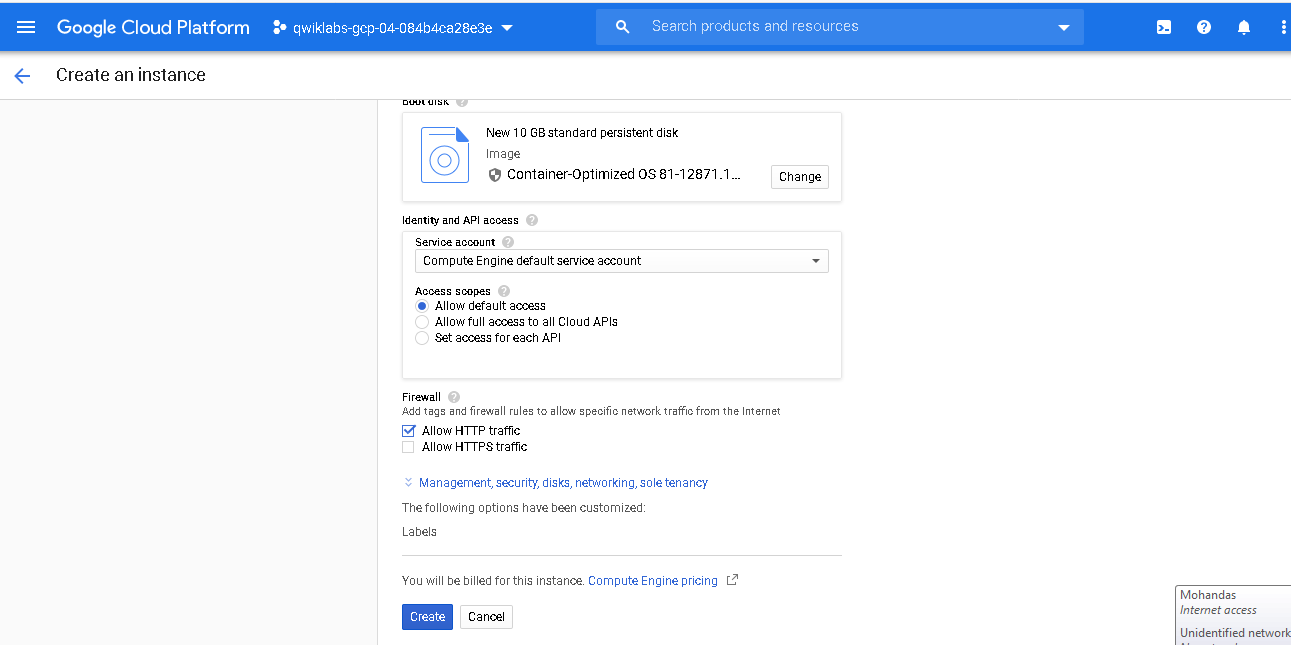 Google Cloud Platform
qwiklabs-gcp-04-084b4ca28e3e
Search products and resources
Create an instance
Boot disk
New 10 GB standard persistent disk
Image
Container-Optimized OS 81-12871.1...
Change
Identity and API access
Service account
Compute Engine default service account
Access scopes
Allow default access
Allow full access to all Cloud APIs
Set access for each API
Firewall
Add tags and firewall rules to allow specific network traffic from the Internet
Allow HTTP traffic
Allow HTTPS traffic
Management, security, disks, networking, sole tenancy
The following options have been customized:
Labels
You will be billed for this instance. Compute Engine pricing
Create
Cancel
Mohandas
Internet access
Unidentified network